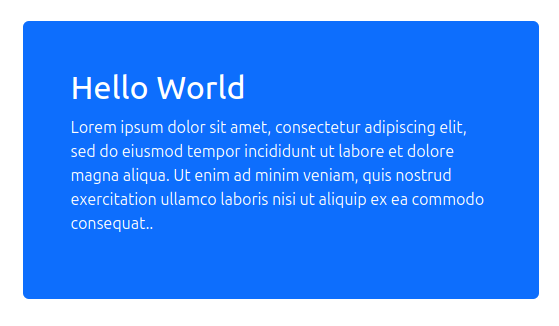 Hello World
Lorem ipsum dolor sit amet, consectetur adipiscing elit,
sed do eiusmod tempor incididunt ut labore et dolore
magna aliqua. Ut enim ad minim veniam, quis nostrud
exercitation ullamco laboris nisi ut aliquip ex ea commodo
consequat..